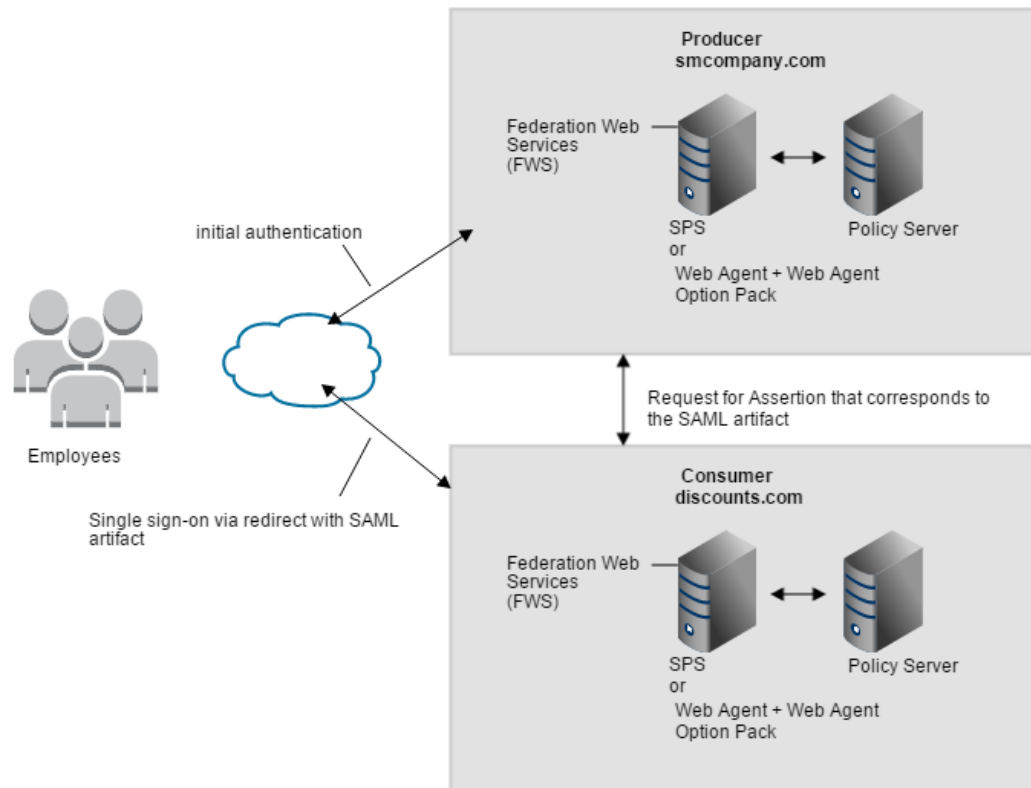 Producer
smcompany.com
Federation Web
Services
(FWS)
SPS
or
Web Agent + Web Agent
Option Pack
Policy Server
initial authentication
Employees
Request for Assertion that corresponds to
the SAML artifact
Single sign-on via redirect with SAML
artifact
Consumer
discounts.com
Federation Web
Services
(FWS)
SPS
or
Web Agent + Web Agent
Option Pack
Policy Server